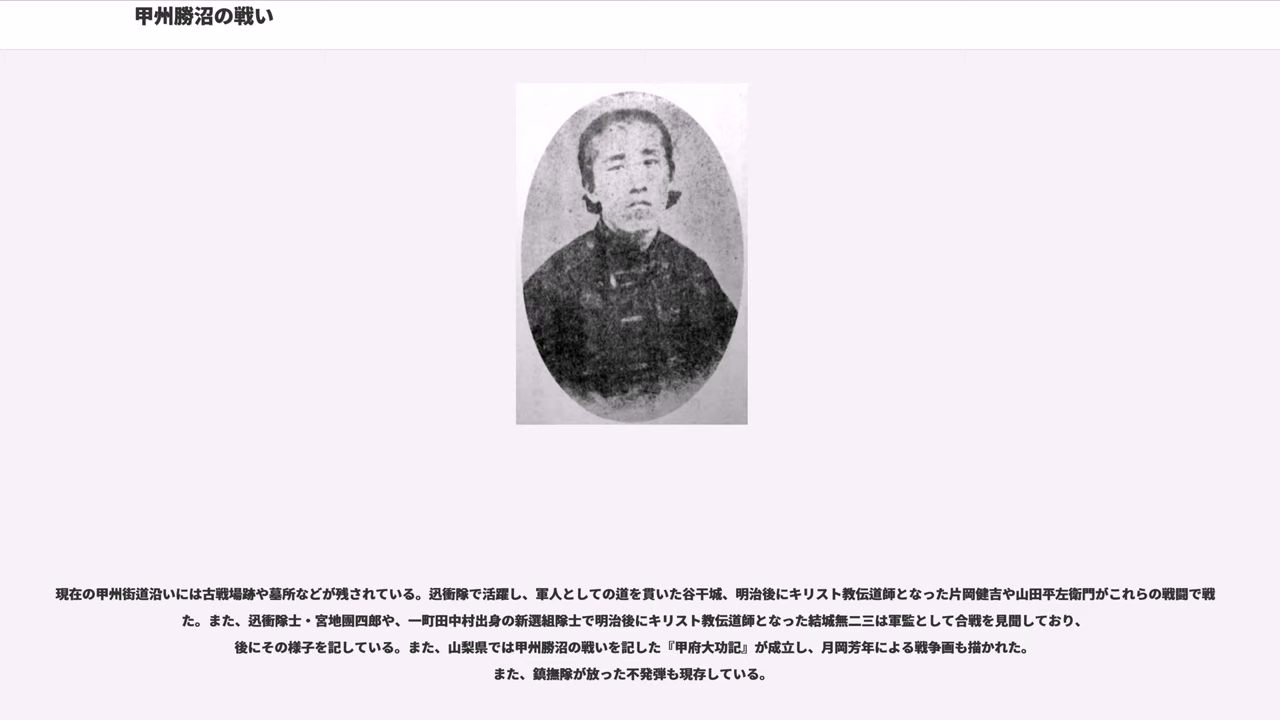 甲州勝沼の戦い
現在の甲州街道沿いには古戦場跡や墓所などが残されている。迅衝隊で活躍し、軍人としての道を貫いた谷干城、明治後にキリスト教伝道師となった片岡健吉や山田平左衛門がこれらの戦闘で戦
た。また、迅衝隊士・宮地團四郎や、一町田中村出身の新選組隊士で明治後にキリスト教伝道師となった結城無二三は軍監として合戦を見聞しており、
後にその様子を記している。また、山梨県では甲州勝沼の戦いを記した『甲府大功記』が成立し、月岡芳年による戦争画も描かれた。
また、鎮撫隊が放った不発弾も現存している。